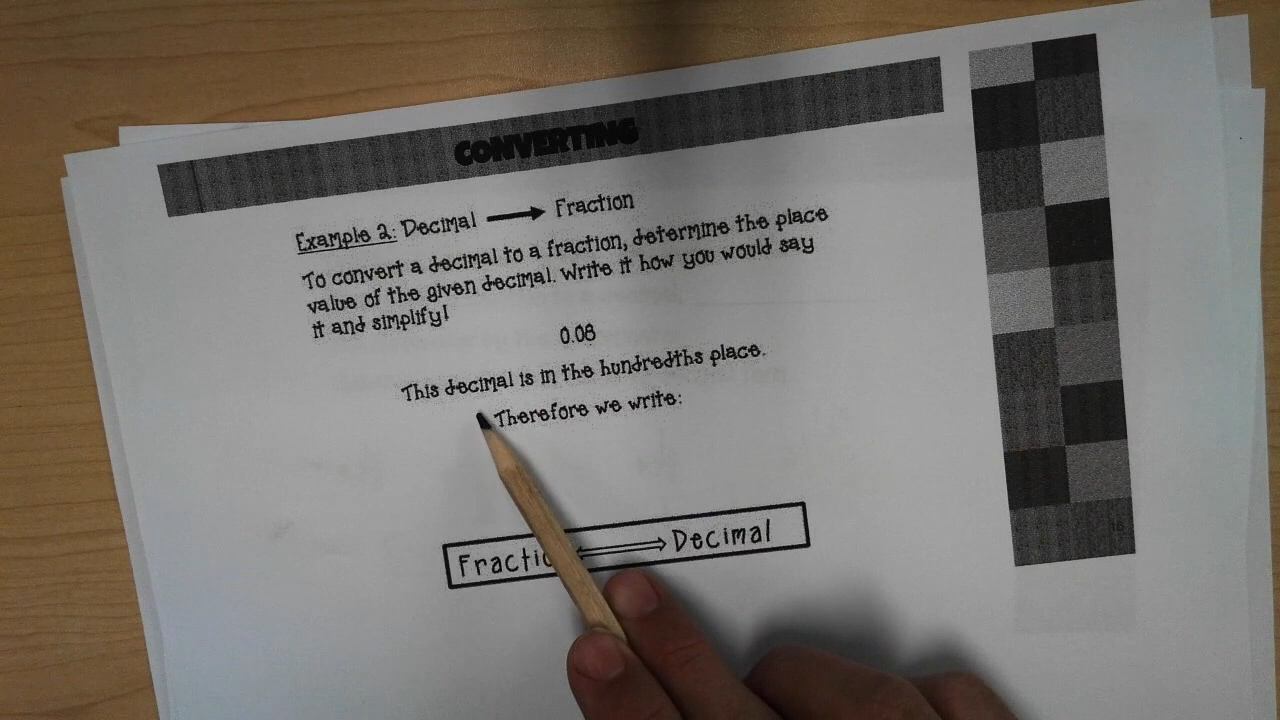 CONVERTING
Example 2: Decimal → Fraction
To convert a decimal to a fraction, determine the place
value of the given decimal. Write it how you would say
it and simplify!
0.08
This decimal is in the hundredths place.
Therefore we write:
Fractio ⟺ Decimal